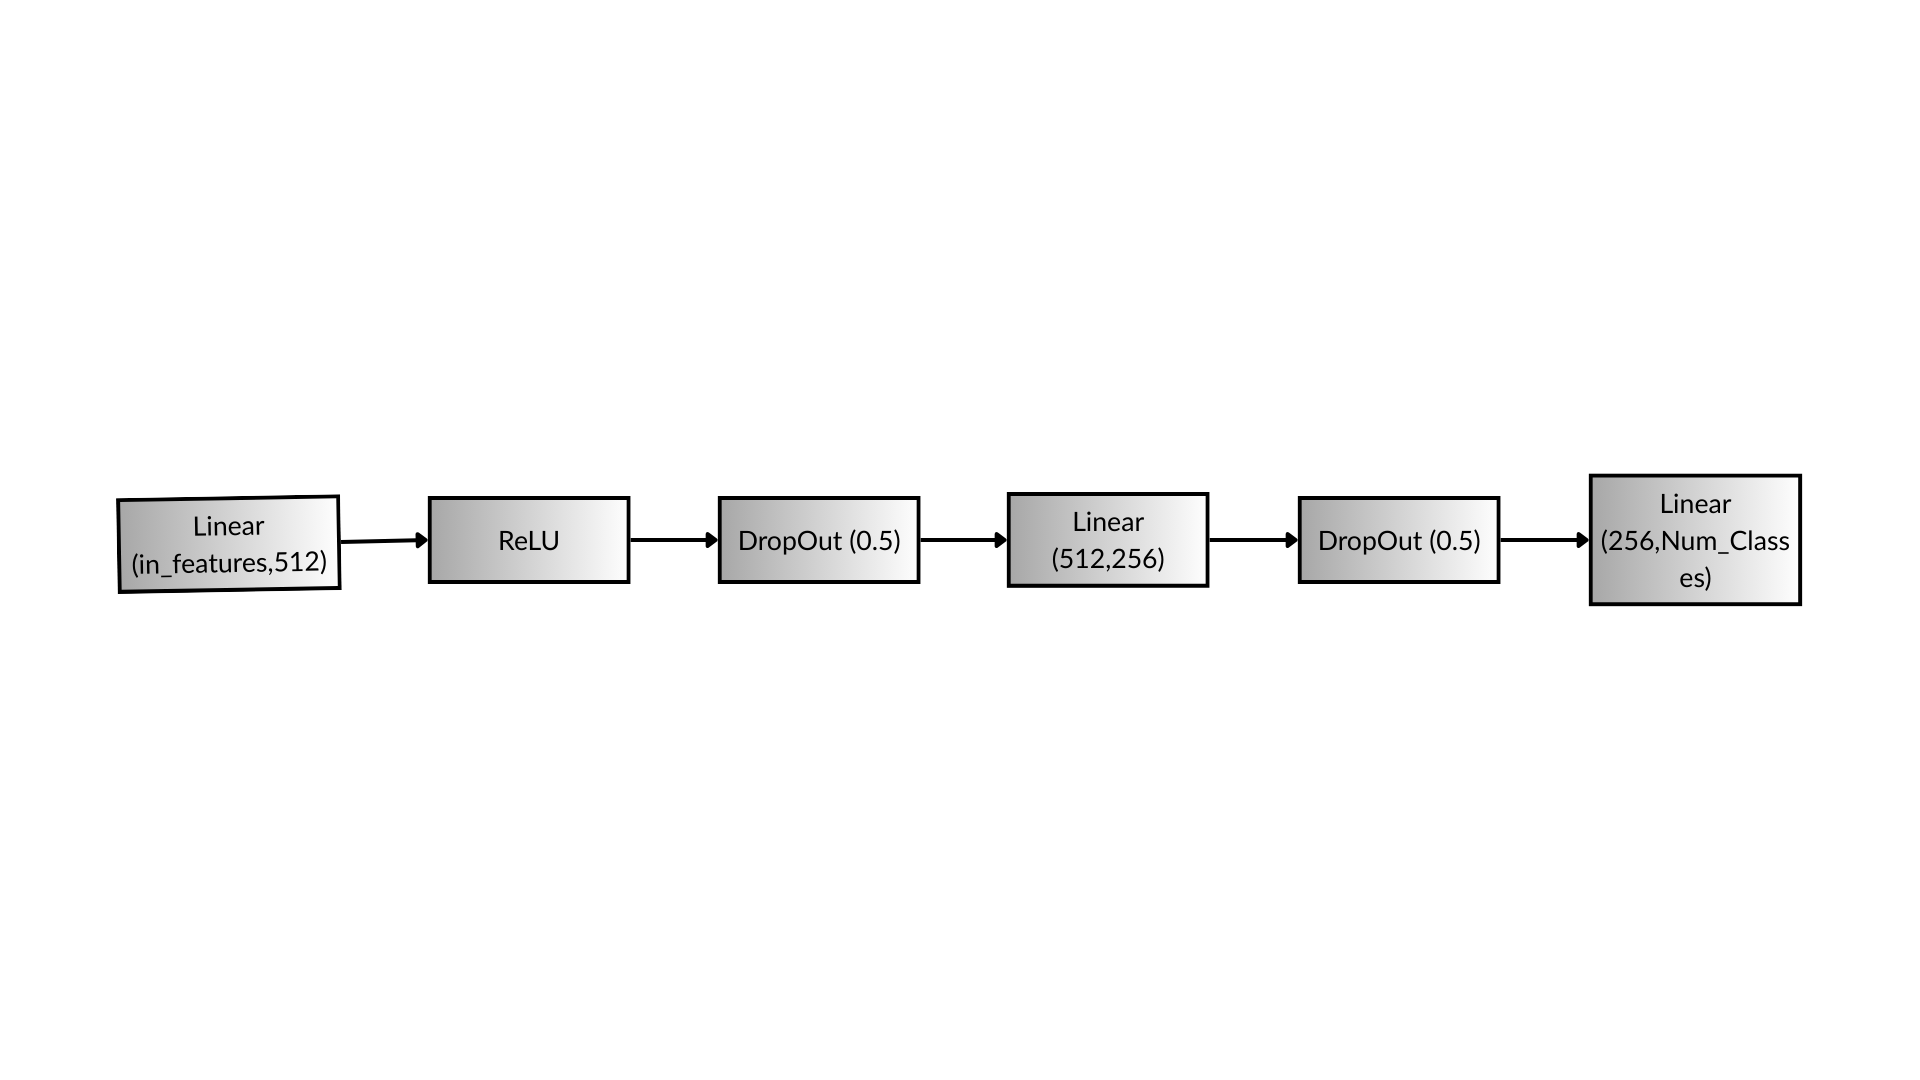 Linear
(in_features,512)
ReLU
DropOut (0.5)
Linear
(512,256)
DropOut (0.5)
Linear
(256,Num_Class
es)